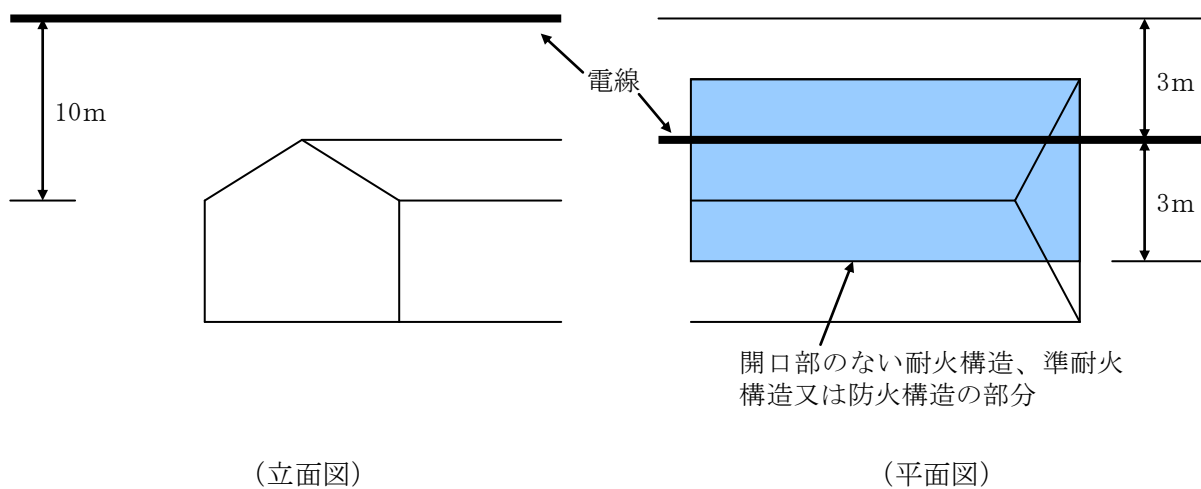 電線
10m
3m
3m
開口部のない耐火構造、準耐火
構造又は防火構造の部分
（立面図）
（平面図）